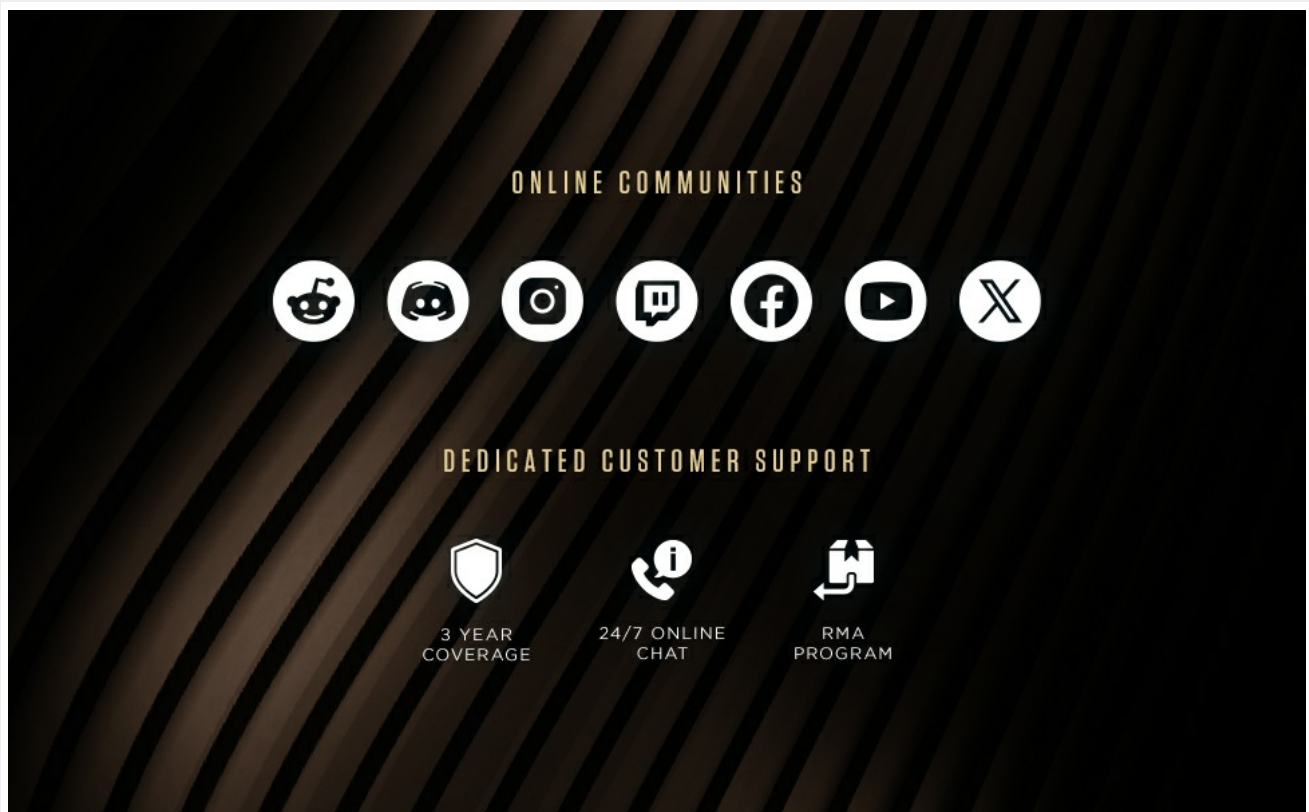 ONLINE COMMUNITIES
DEDICATED CUSTOMER SUPPORT
3 YEAR
COVERAGE
24/7 ONLINE
CHAT
RMA
PROGRAM